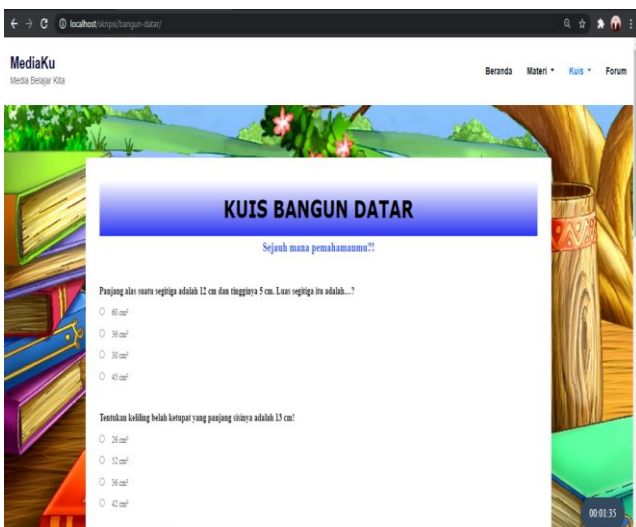 localhost/skripsi/bangun-datar/
MediaKu
Media Belajar Kita
Beranda Materi Kuis Forum
KUIS BANGUN DATAR
Sejauh mana pemahamanmu?!
Panjang alas suatu segitiga adalah 12 cm dan tingginya 5 cm. Luas segitiga itu adalah....?
60 cm²
36 cm²
30 cm²
45 cm²
Tentukan keliling belah ketupat yang panjang sisinya adalah 13 cm!
26 cm²
52 cm²
36 cm²
42 cm²
00:01:35